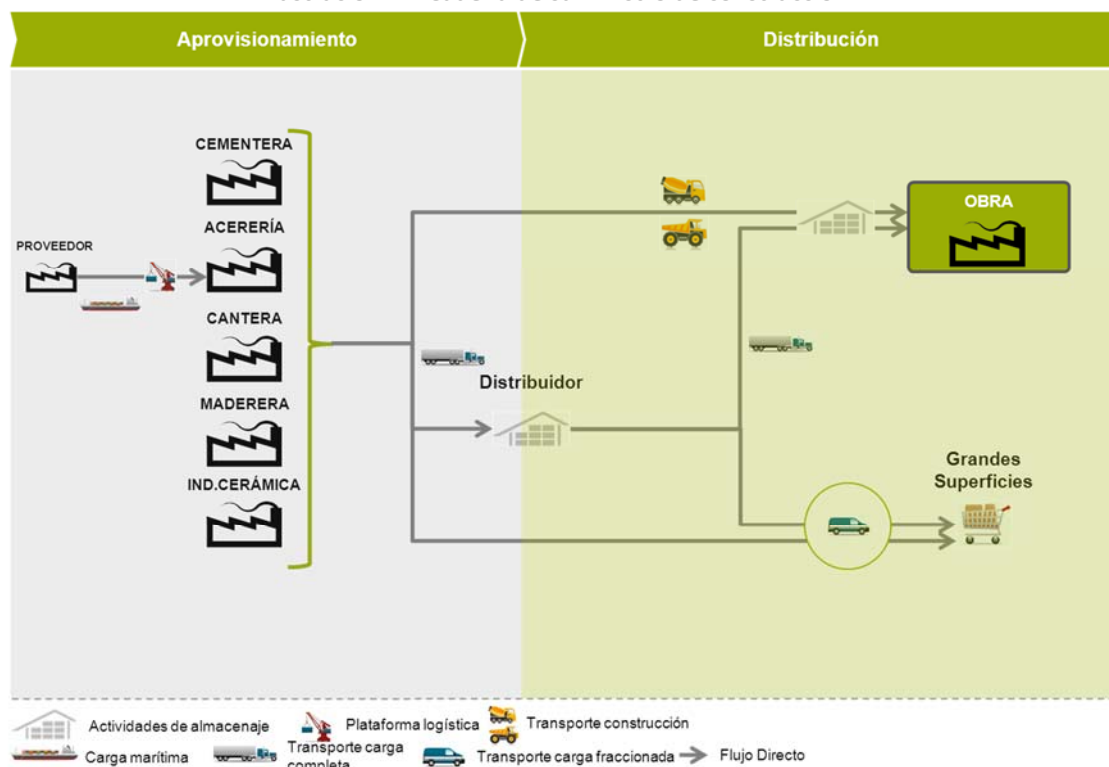 Aprovisionamiento
Distribución
CEMENTERA
ACERERÍA
PROVEEDOR
CANTERA
MADERERA
IND.CERÁMICA
Distribuidor
OBRA
Grandes
Superficies
Actividades de almacenaje
Plataforma logística
Transporte construcción
Carga marítima
Transporte carga
completa
Transporte carga fraccionada
Flujo Directo